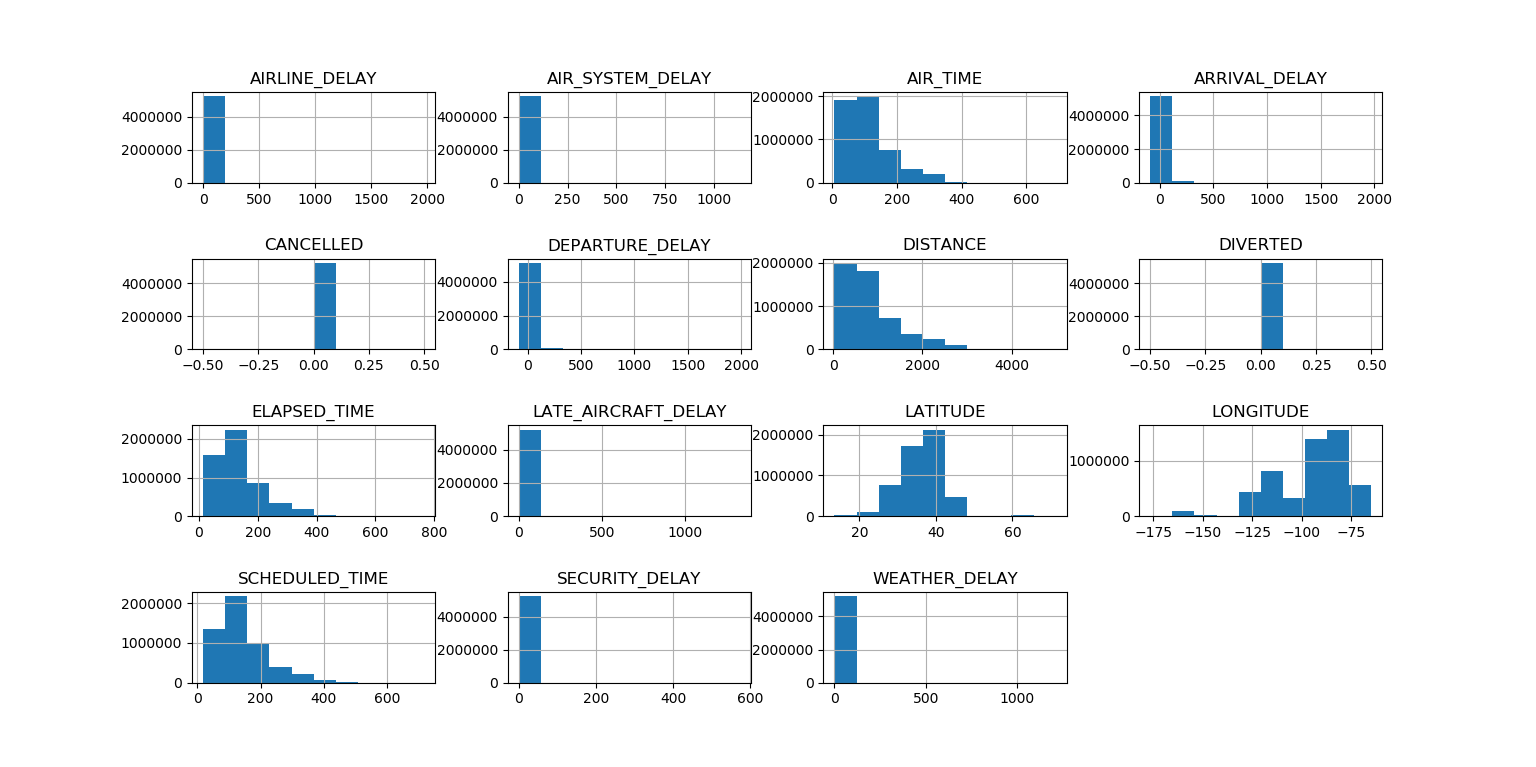 AIRLINE_DELAY
4000000
2000000
0
0 500 1000 1500 2000
AIR_SYSTEM_DELAY
4000000
2000000
0
0 250 500 750 1000
AIR_TIME
2000000
1000000
0
0 200 400 600
ARRIVAL_DELAY
4000000
2000000
0
0 500 1000 1500 2000
CANCELLED
4000000
2000000
0
−0.50 −0.25 0.00 0.25 0.50
DEPARTURE_DELAY
4000000
2000000
0
0 500 1000 1500 2000
DISTANCE
2000000
1000000
0
0 2000 4000
DIVERTED
4000000
2000000
0
−0.50 −0.25 0.00 0.25 0.50
ELAPSED_TIME
2000000
1000000
0
0 200 400 600 800
LATE_AIRCRAFT_DELAY
4000000
2000000
0
0 500 1000
LATITUDE
2000000
1000000
0
20 40 60
LONGITUDE
1000000
0
−175 −150 −125 −100 −75
SCHEDULED_TIME
2000000
1000000
0
0 200 400 600
SECURITY_DELAY
4000000
2000000
0
0 200 400 600
WEATHER_DELAY
4000000
2000000
0
0 500 1000